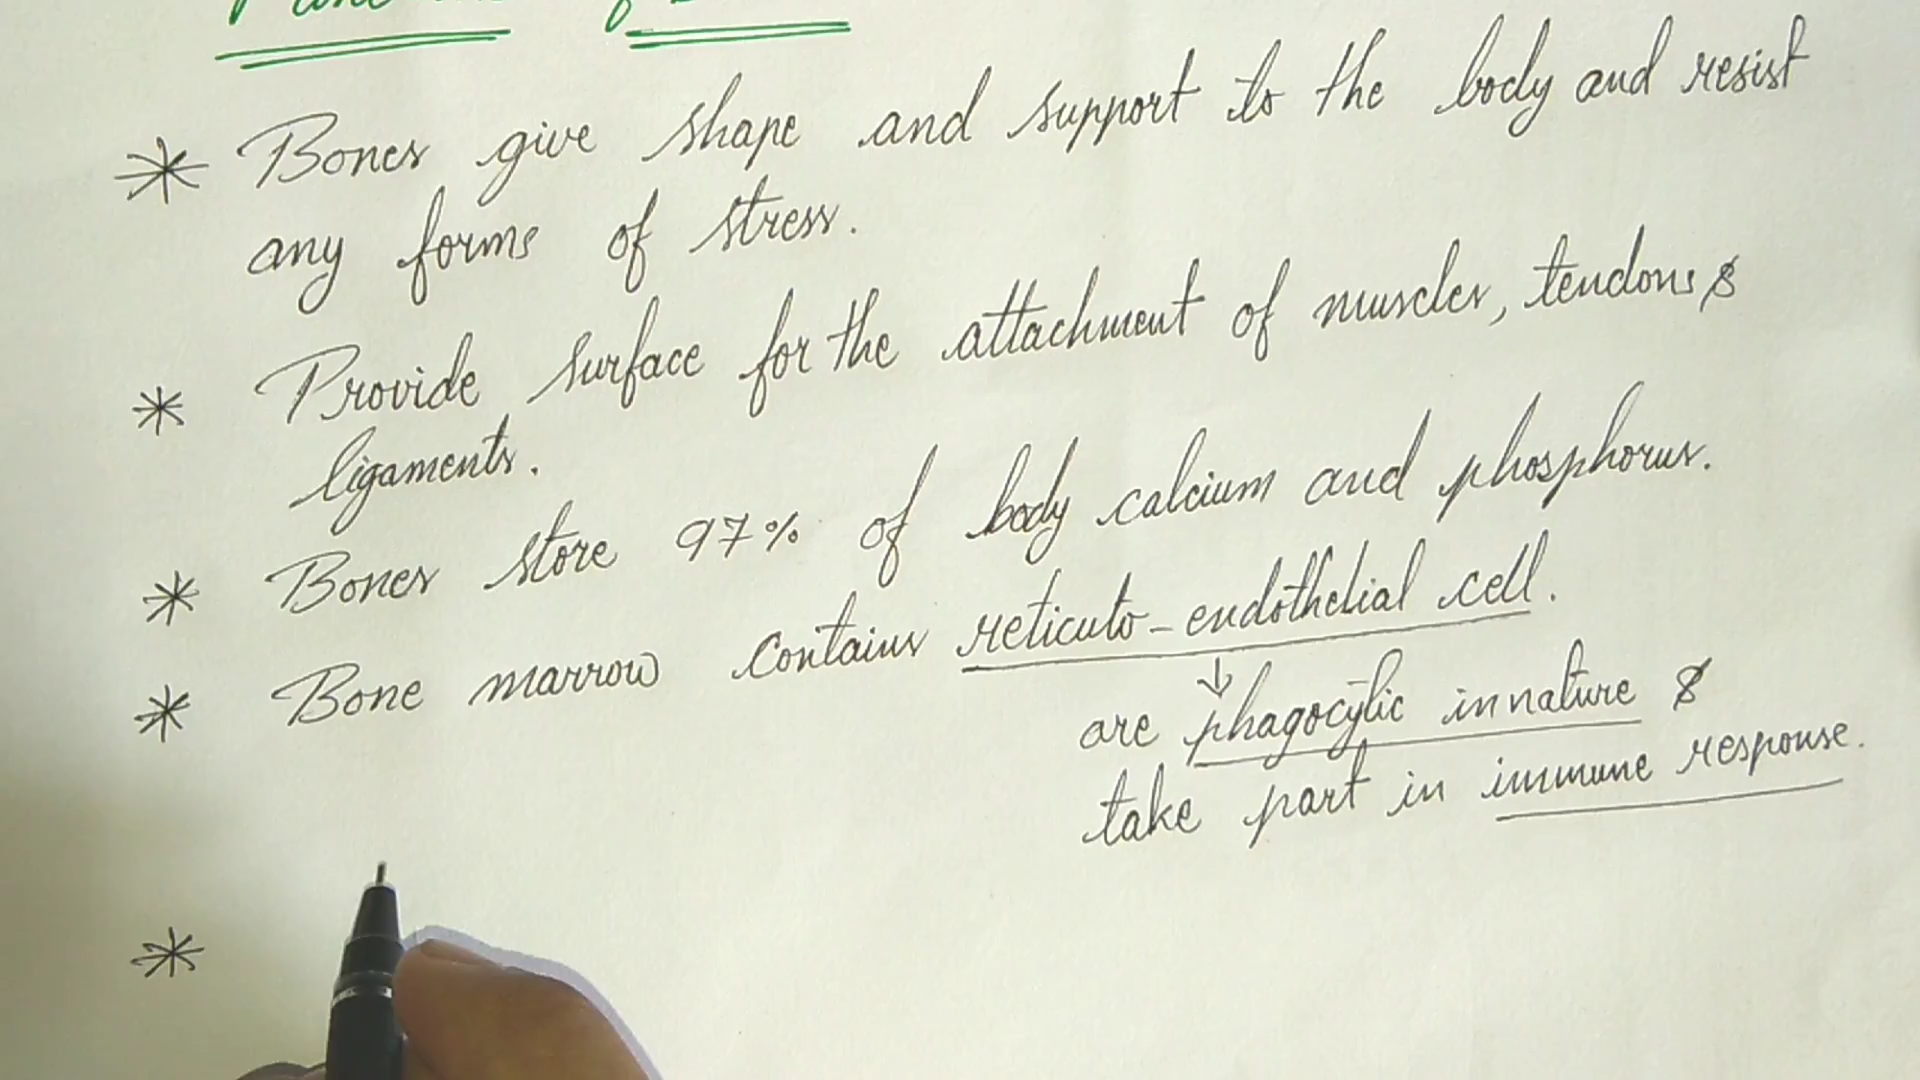 * Bones give shape and support to the body and resist
any forms of stress.
* Provide surface for the attachment of muscles, tendons &
ligaments.
* Bones store 97% of body calcium and phosphorus.
* Bone marrow contains reticulo-endothelial cell.
↓
are phagocytic in nature &
take part in immune response.
*